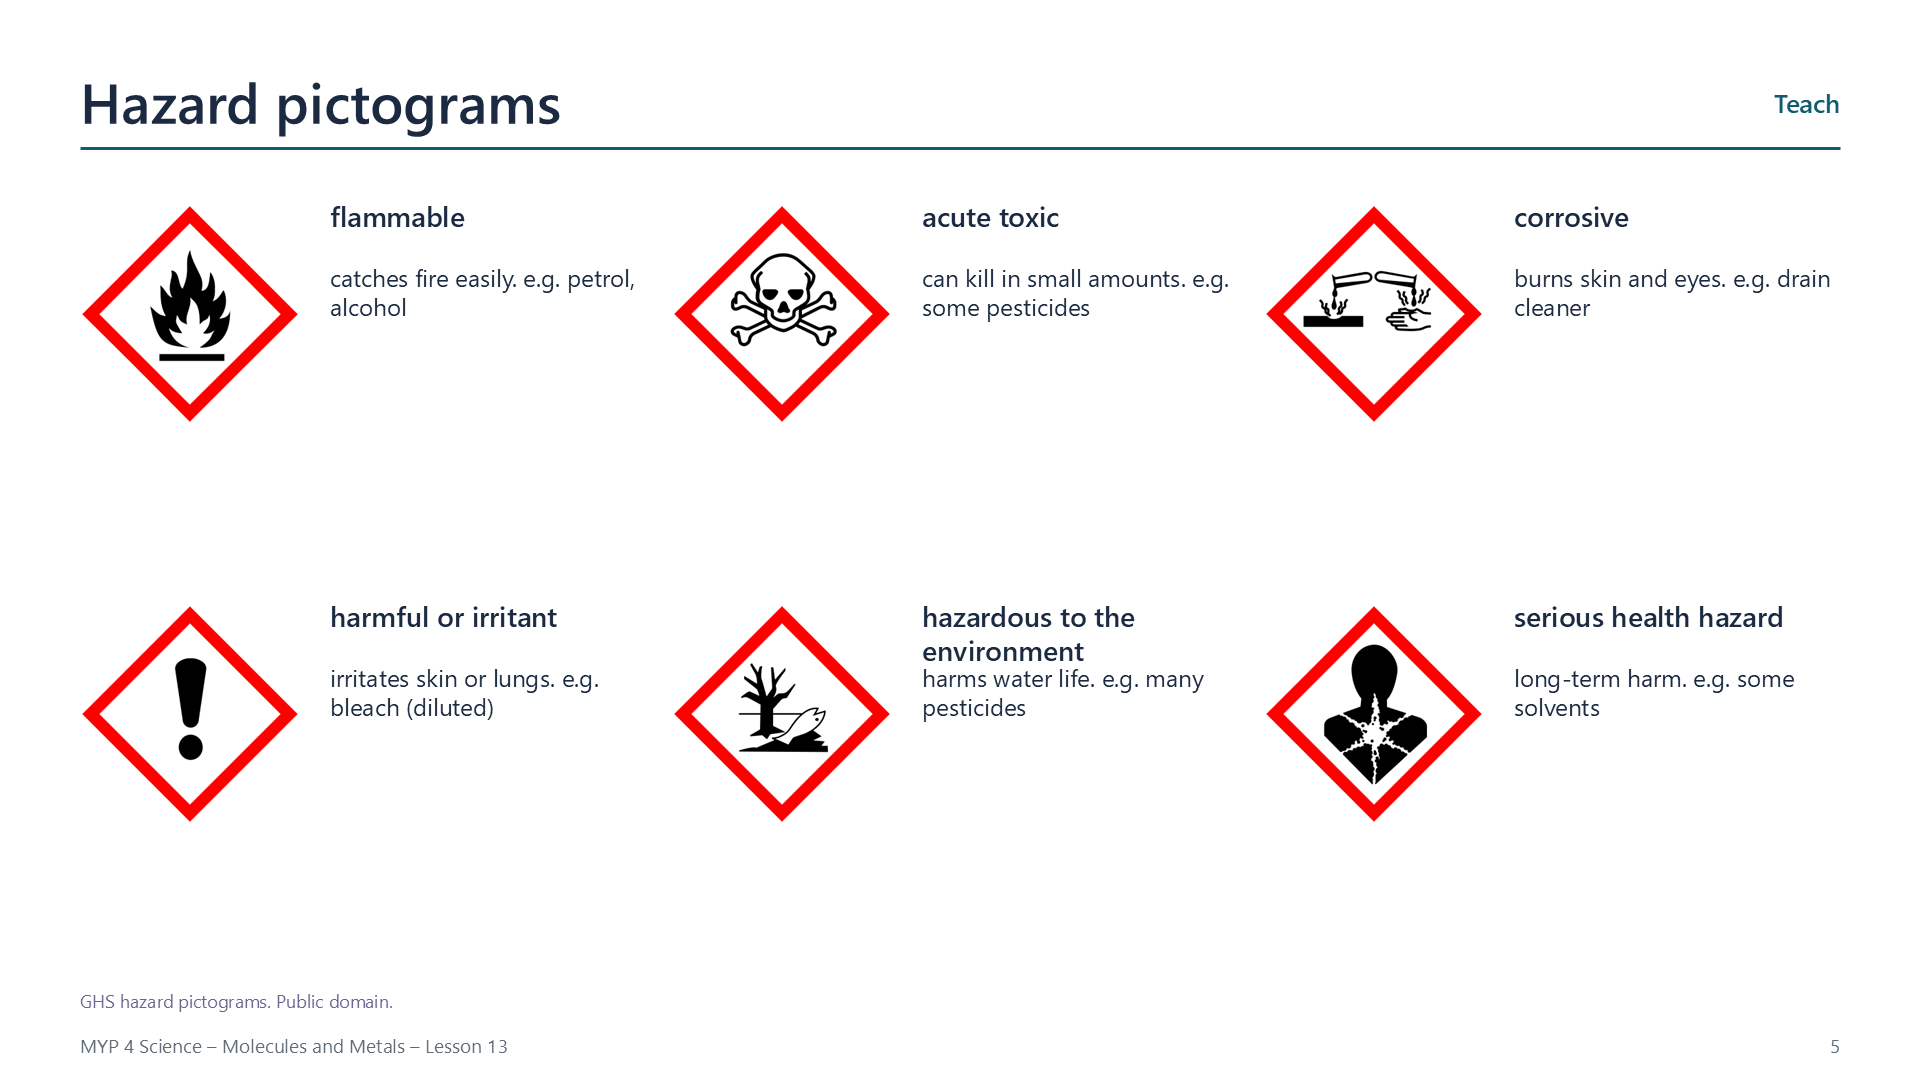 Hazard pictograms
Teach
flammable
catches fire easily. e.g. petrol,
alcohol
acute toxic
can kill in small amounts. e.g.
some pesticides
corrosive
burns skin and eyes. e.g. drain
cleaner
harmful or irritant
irritates skin or lungs. e.g.
bleach (diluted)
hazardous to the
environment
harms water life. e.g. many
pesticides
serious health hazard
long-term harm. e.g. some
solvents
GHS hazard pictograms. Public domain.
MYP 4 Science – Molecules and Metals – Lesson 13
5